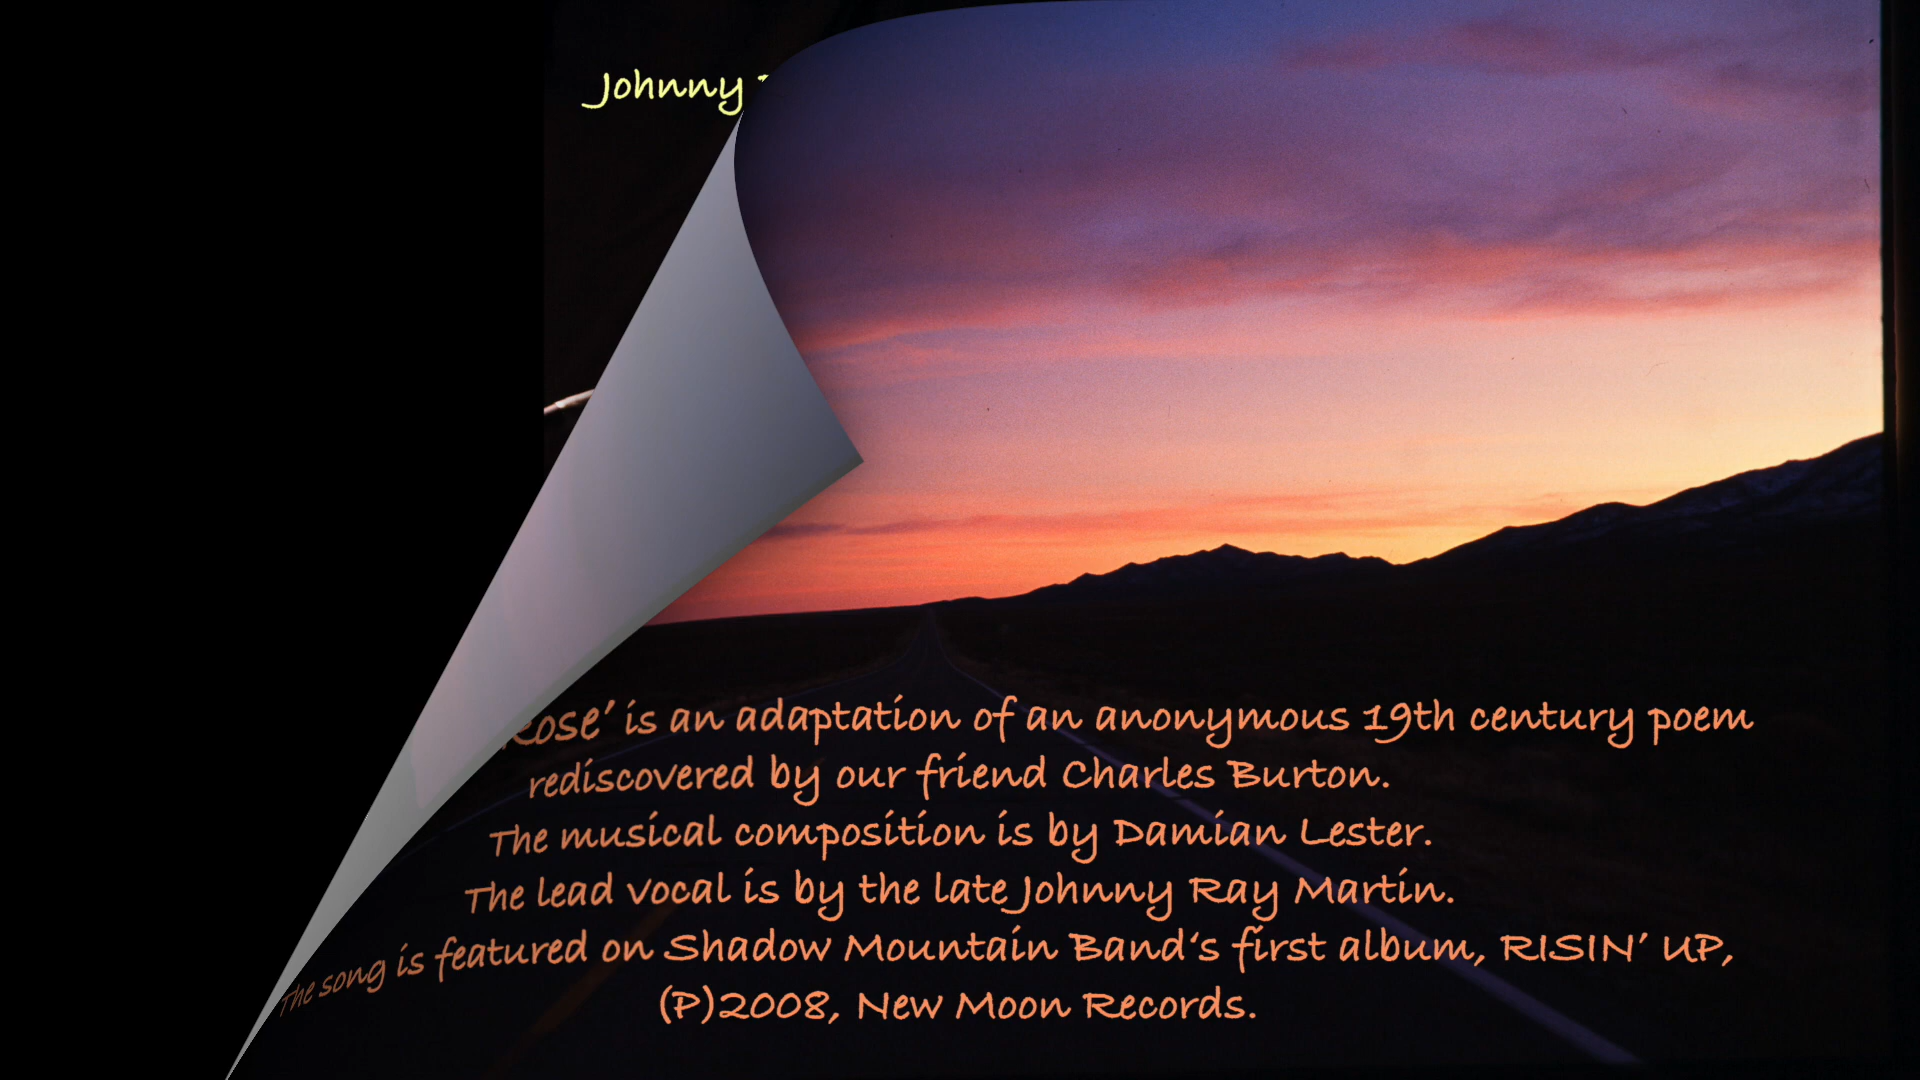 Johnny
Rose' is an adaptation of an anonymous 19th century poem
rediscovered by our friend Charles Burton.
The musical composition is by Damian Lester.
The lead vocal is by the late Johnny Ray Martin.
The song is featured on Shadow Mountain Band's first album, RISIN' UP,
(P)2008, New Moon Records.